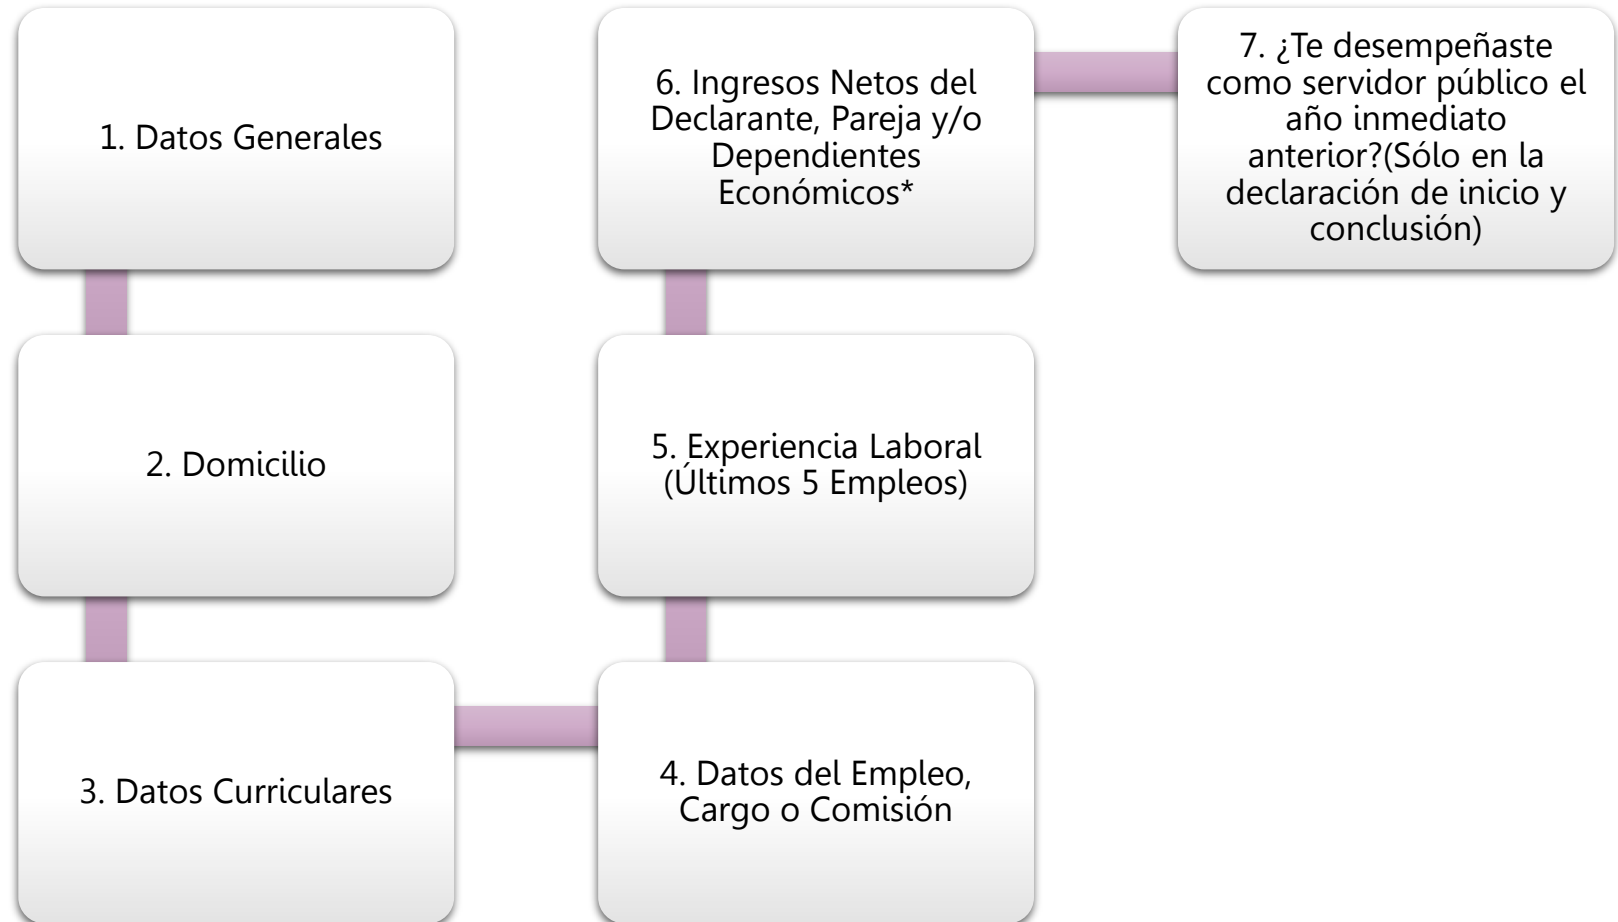 1. Datos Generales
2. Domicilio
3. Datos Curriculares
4. Datos del Empleo,
Cargo o Comisión
5. Experiencia Laboral
(Últimos 5 Empleos)
6. Ingresos Netos del
Declarante, Pareja y/o
Dependientes
Económicos*
7. ¿Te desempeñaste
como servidor público el
año inmediato
anterior?(Sólo en la
declaración de inicio y
conclusión)